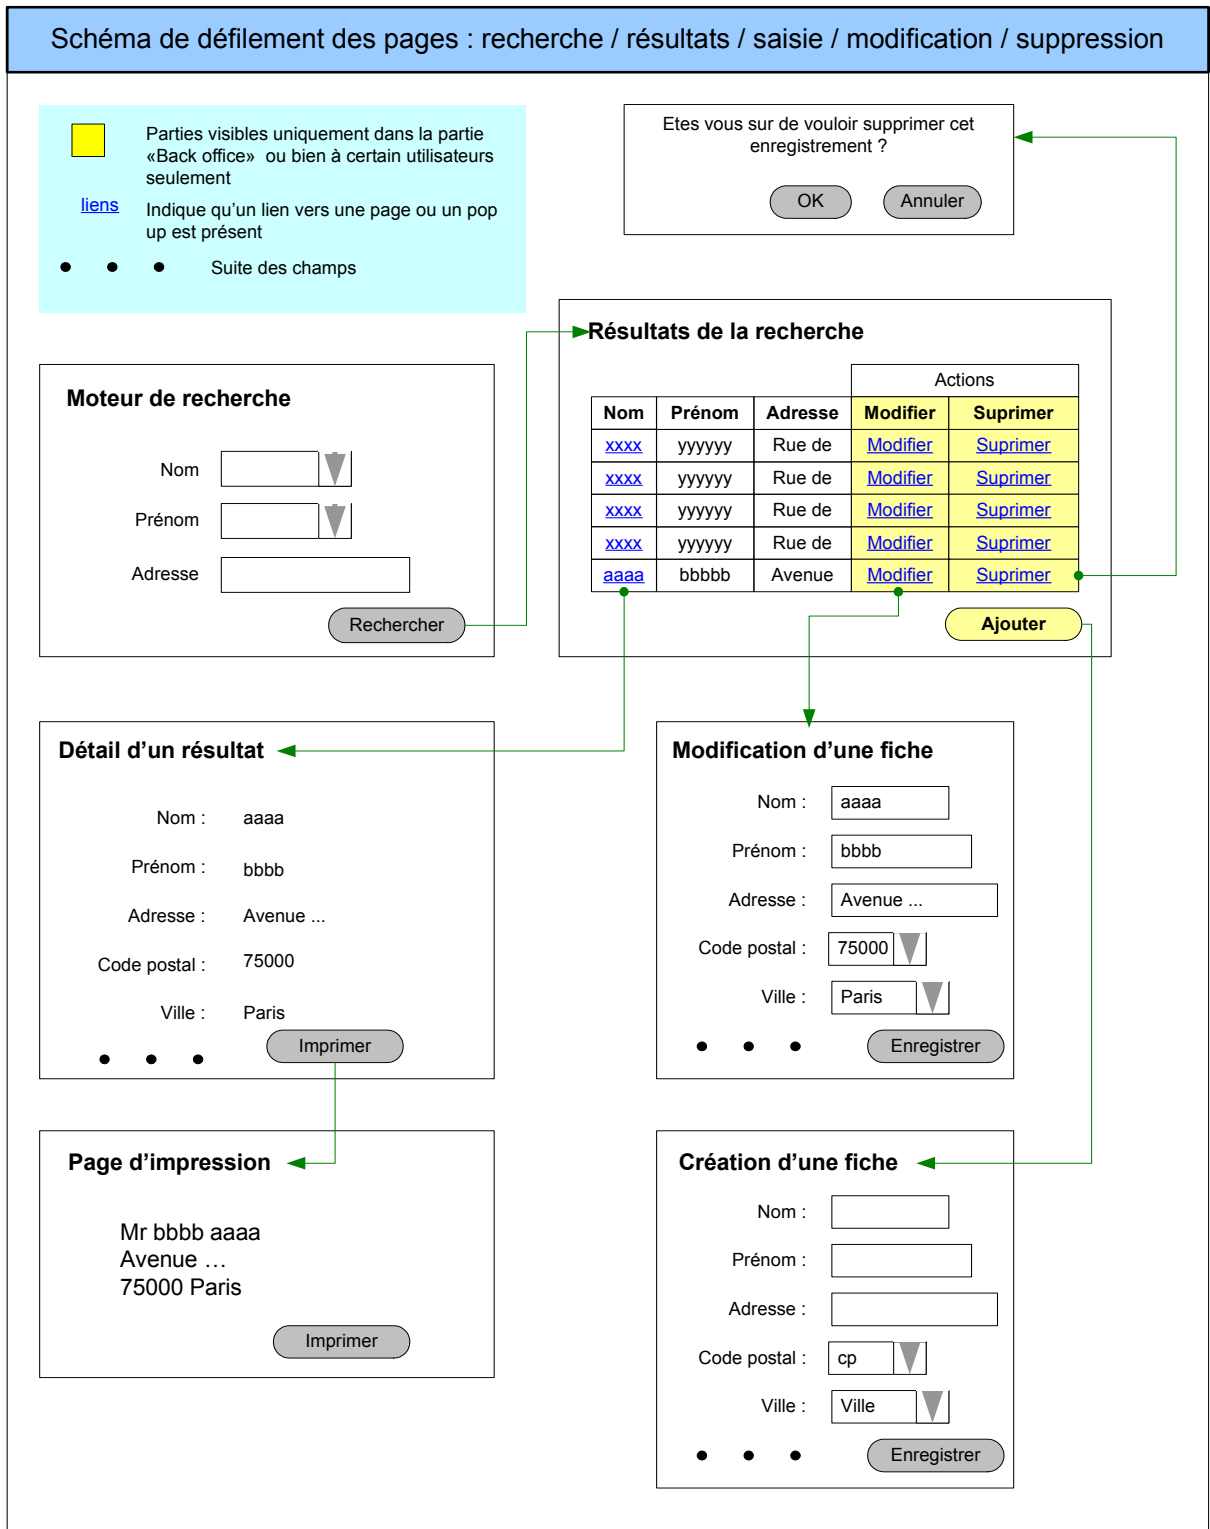 Schéma de défilement des pages : recherche / résultats / saisie / modification / suppression
Parties visibles uniquement dans la partie
«Back office»  ou bien à certain utilisateurs
seulement
liens
Indique qu'un lien vers une page ou un pop
up est présent
Suite des champs
Etes vous sur de vouloir supprimer cet
enregistrement ?
OK Annuler
Moteur de recherche
Nom
Prénom
Adresse
Rechercher
Résultats de la recherche
Actions
Nom Prénom Adresse Modifier Suprimer
xxxx yyyyyy Rue de Modifier Suprimer
xxxx yyyyyy Rue de Modifier Suprimer
xxxx yyyyyy Rue de Modifier Suprimer
xxxx yyyyyy Rue de Modifier Suprimer
aaaa bbbbb Avenue Modifier Suprimer
Ajouter
Détail d'un résultat
Nom : aaaa
Prénom : bbbb
Adresse : Avenue ...
Code postal : 75000
Ville : Paris
Imprimer
Modification d'une fiche
Nom : aaaa
Prénom : bbbb
Adresse : Avenue ...
Code postal : 75000
Ville : Paris
Enregistrer
Page d'impression
Mr bbbb aaaa
Avenue …
75000 Paris
Imprimer
Création d'une fiche
Nom :
Prénom :
Adresse :
Code postal : cp
Ville : Ville
Enregistrer